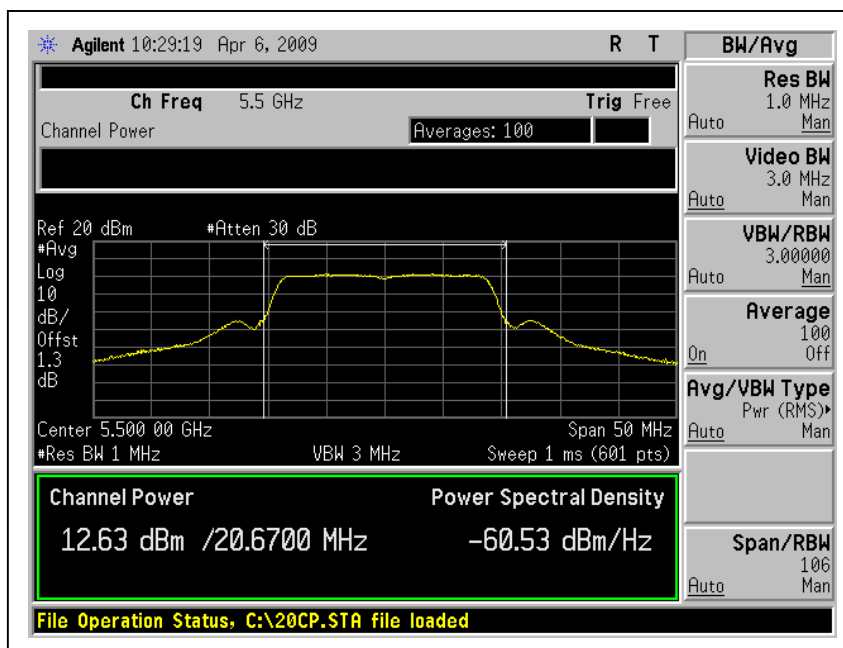 Agilent 10:29:19 Apr 6, 2009 R T
BW/Avg
Ch Freq 5.5 GHz Trig Free
Channel Power Averages: 100
Ref 20 dBm #Atten 30 dB
#Avg
Log
10
dB/
Offst
1.3
dB
Center 5.500 00 GHz Span 50 MHz
#Res BW 1 MHz VBW 3 MHz Sweep 1 ms (601 pts)
Channel Power Power Spectral Density
12.63 dBm /20.6700 MHz -60.53 dBm/Hz
File Operation Status, C:\20CP.STA file loaded
Res BW
1.0 MHz
Auto Man
Video BW
3.0 MHz
Auto Man
VBW/RBW
3.00000
Auto Man
Average
100
On Off
Avg/VBW Type
Pwr (RMS)▸
Auto Man
Span/RBW
106
Auto Man